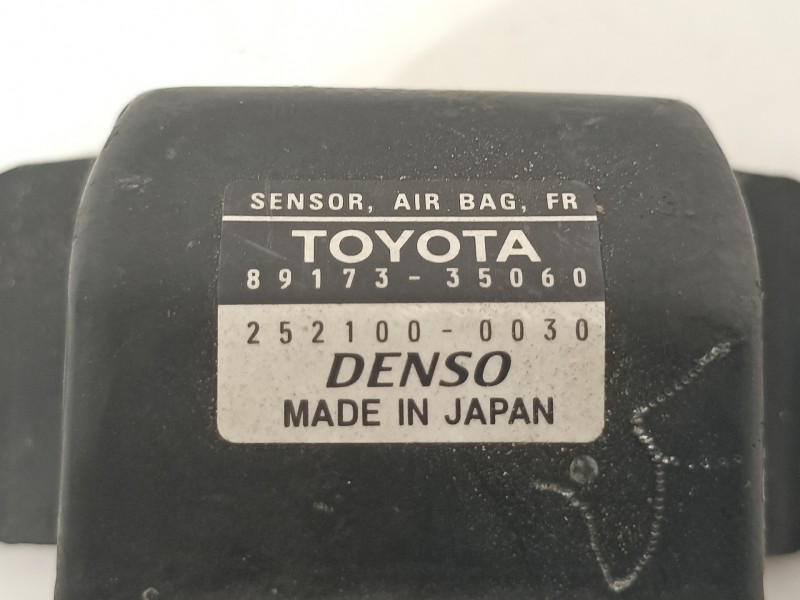 SENSOR, AIR BAG, FR
TOYOTA
89173-35060
252100-0030
DENSO
MADE IN JAPAN